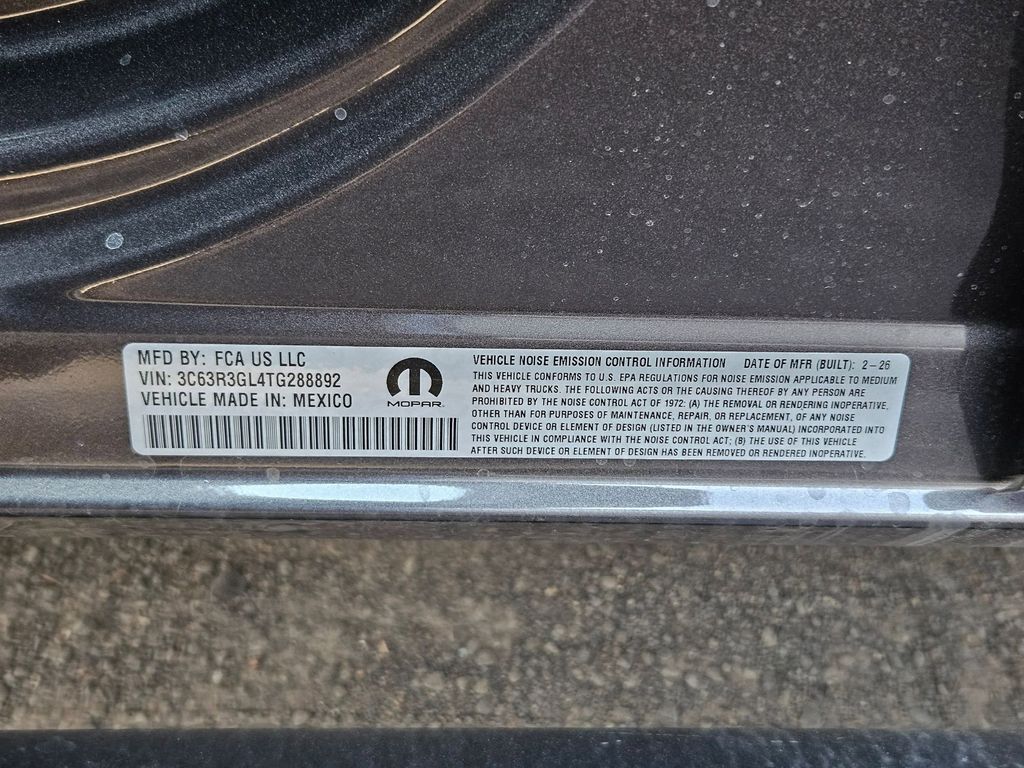 MFD BY: FCA US LLC
VIN: 3C63R3GL4TG288892
VEHICLE MADE IN: MEXICO
MOPAR
VEHICLE NOISE EMISSION CONTROL INFORMATION DATE OF MFR (BUILT): 2-26
THIS VEHICLE CONFORMS TO U.S. EPA REGULATIONS FOR NOISE EMISSION APPLICABLE TO MEDIUM
AND HEAVY TRUCKS. THE FOLLOWING ACTS OR THE CAUSING THEREOF BY ANY PERSON ARE
PROHIBITED BY THE NOISE CONTROL ACT OF 1972: (A) THE REMOVAL OR RENDERING INOPERATIVE,
OTHER THAN FOR PURPOSES OF MAINTENANCE, REPAIR, OR REPLACEMENT, OF ANY NOISE
CONTROL DEVICE OR ELEMENT OF DESIGN (LISTED IN THE OWNER'S MANUAL) INCORPORATED INTO
THIS VEHICLE IN COMPLIANCE WITH THE NOISE CONTROL ACT; (B) THE USE OF THIS VEHICLE
AFTER SUCH DEVICE OR ELEMENT OF DESIGN HAS BEEN REMOVED OR RENDERED INOPERATIVE.